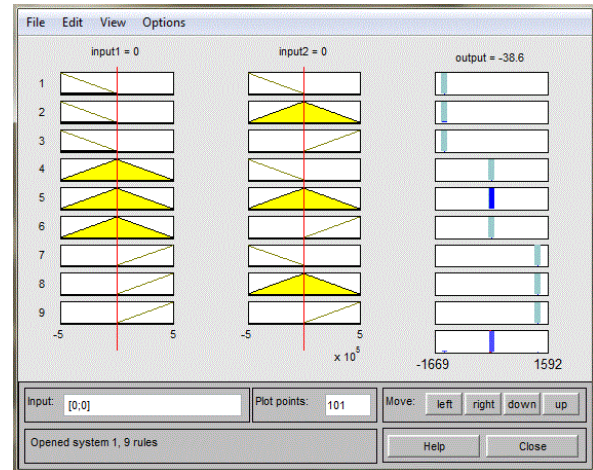 File Edit View Options
input1 = 0 input2 = 0 output = -38.6
1
2
3
4
5
6
7
8
9
-5 5 -5 5
x 10^5
-1669 1592
Input: [0;0] Plot points: 101 Move: left right down up
Opened system 1, 9 rules Help Close